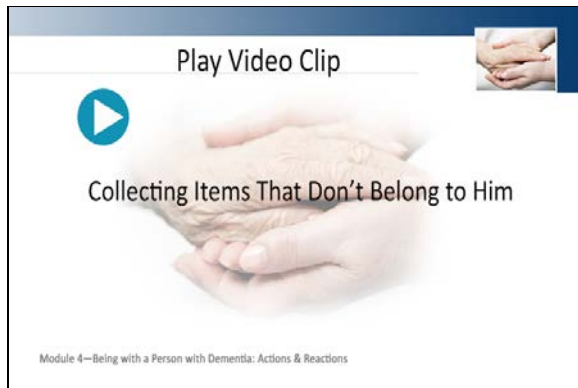 Play Video Clip
Collecting Items That Don’t Belong to Him
Module 4—Being with a Person with Dementia: Actions & Reactions